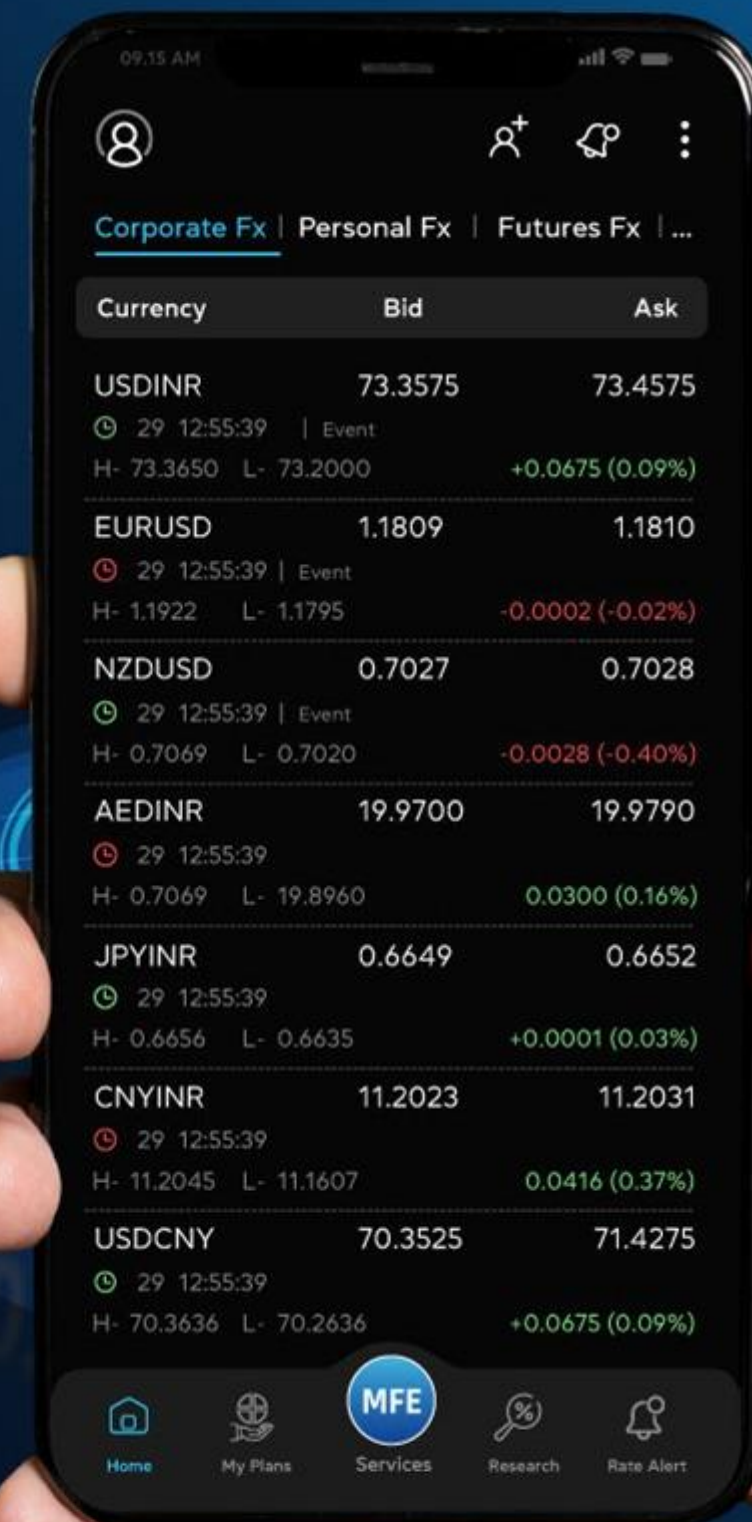 09.15 AM
Corporate Fx | Personal Fx | Futures Fx | ...
Currency Bid Ask
USDINR 73.3575 73.4575
29 12:55:39 | Event
H- 73.3650 L- 73.2000 +0.0675 (0.09%)
EURUSD 1.1809 1.1810
29 12:55:39 | Event
H- 1.1922 L- 1.1795 -0.0002 (-0.02%)
NZDUSD 0.7027 0.7028
29 12:55:39 | Event
H- 0.7069 L- 0.7020 -0.0028 (-0.40%)
AEDINR 19.9700 19.9790
29 12:55:39
H- 0.7069 L- 19.8960 0.0300 (0.16%)
JPYINR 0.6649 0.6652
29 12:55:39
H- 0.6656 L- 0.6635 +0.0001 (0.03%)
CNYINR 11.2023 11.2031
29 12:55:39
H- 11.2045 L- 11.1607 0.0416 (0.37%)
USDCNY 70.3525 71.4275
29 12:55:39
H- 70.3636 L- 70.2636 +0.0675 (0.09%)
MFE
Home My Plans Services Research Rate Alert